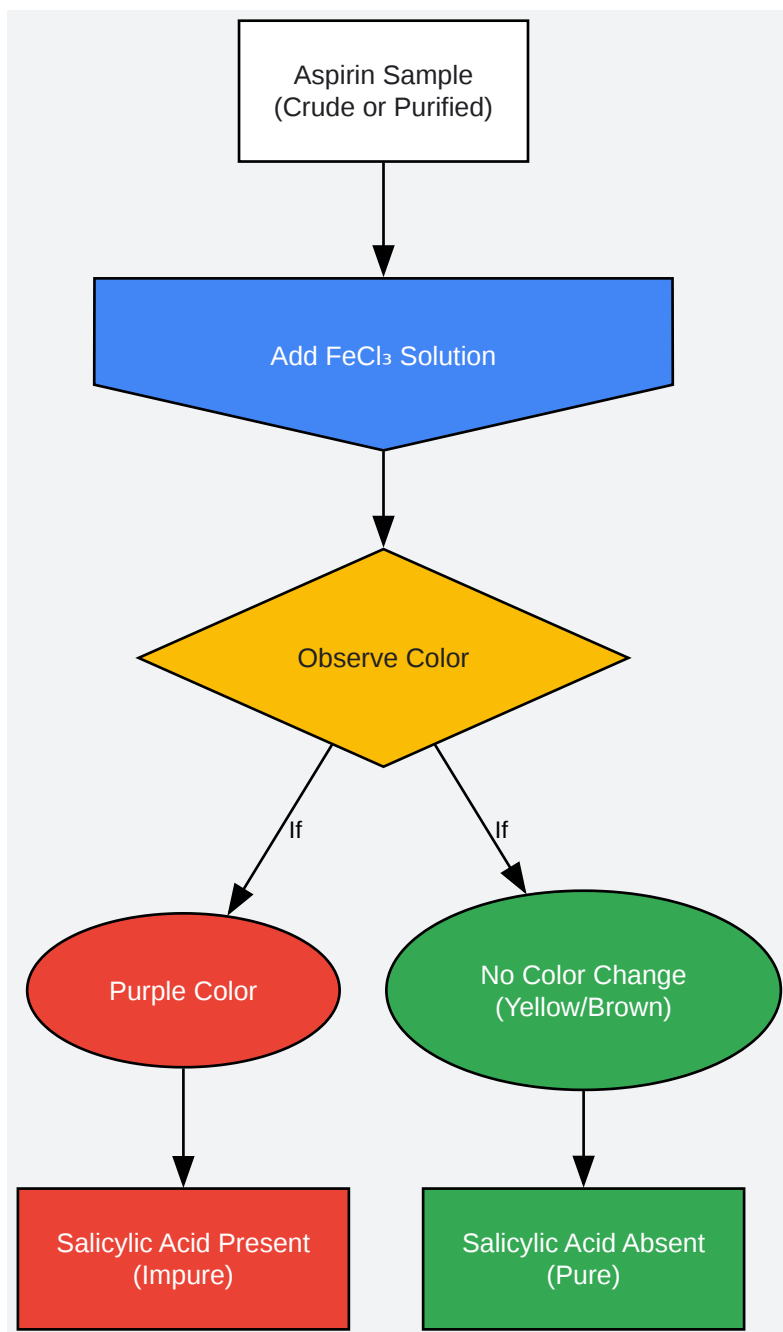 Aspirin Sample
(Crude or Purified)
Add FeCl₃ Solution
Observe Color
If
If
Purple Color
No Color Change
(Yellow/Brown)
Salicylic Acid Present
(Impure)
Salicylic Acid Absent
(Pure)